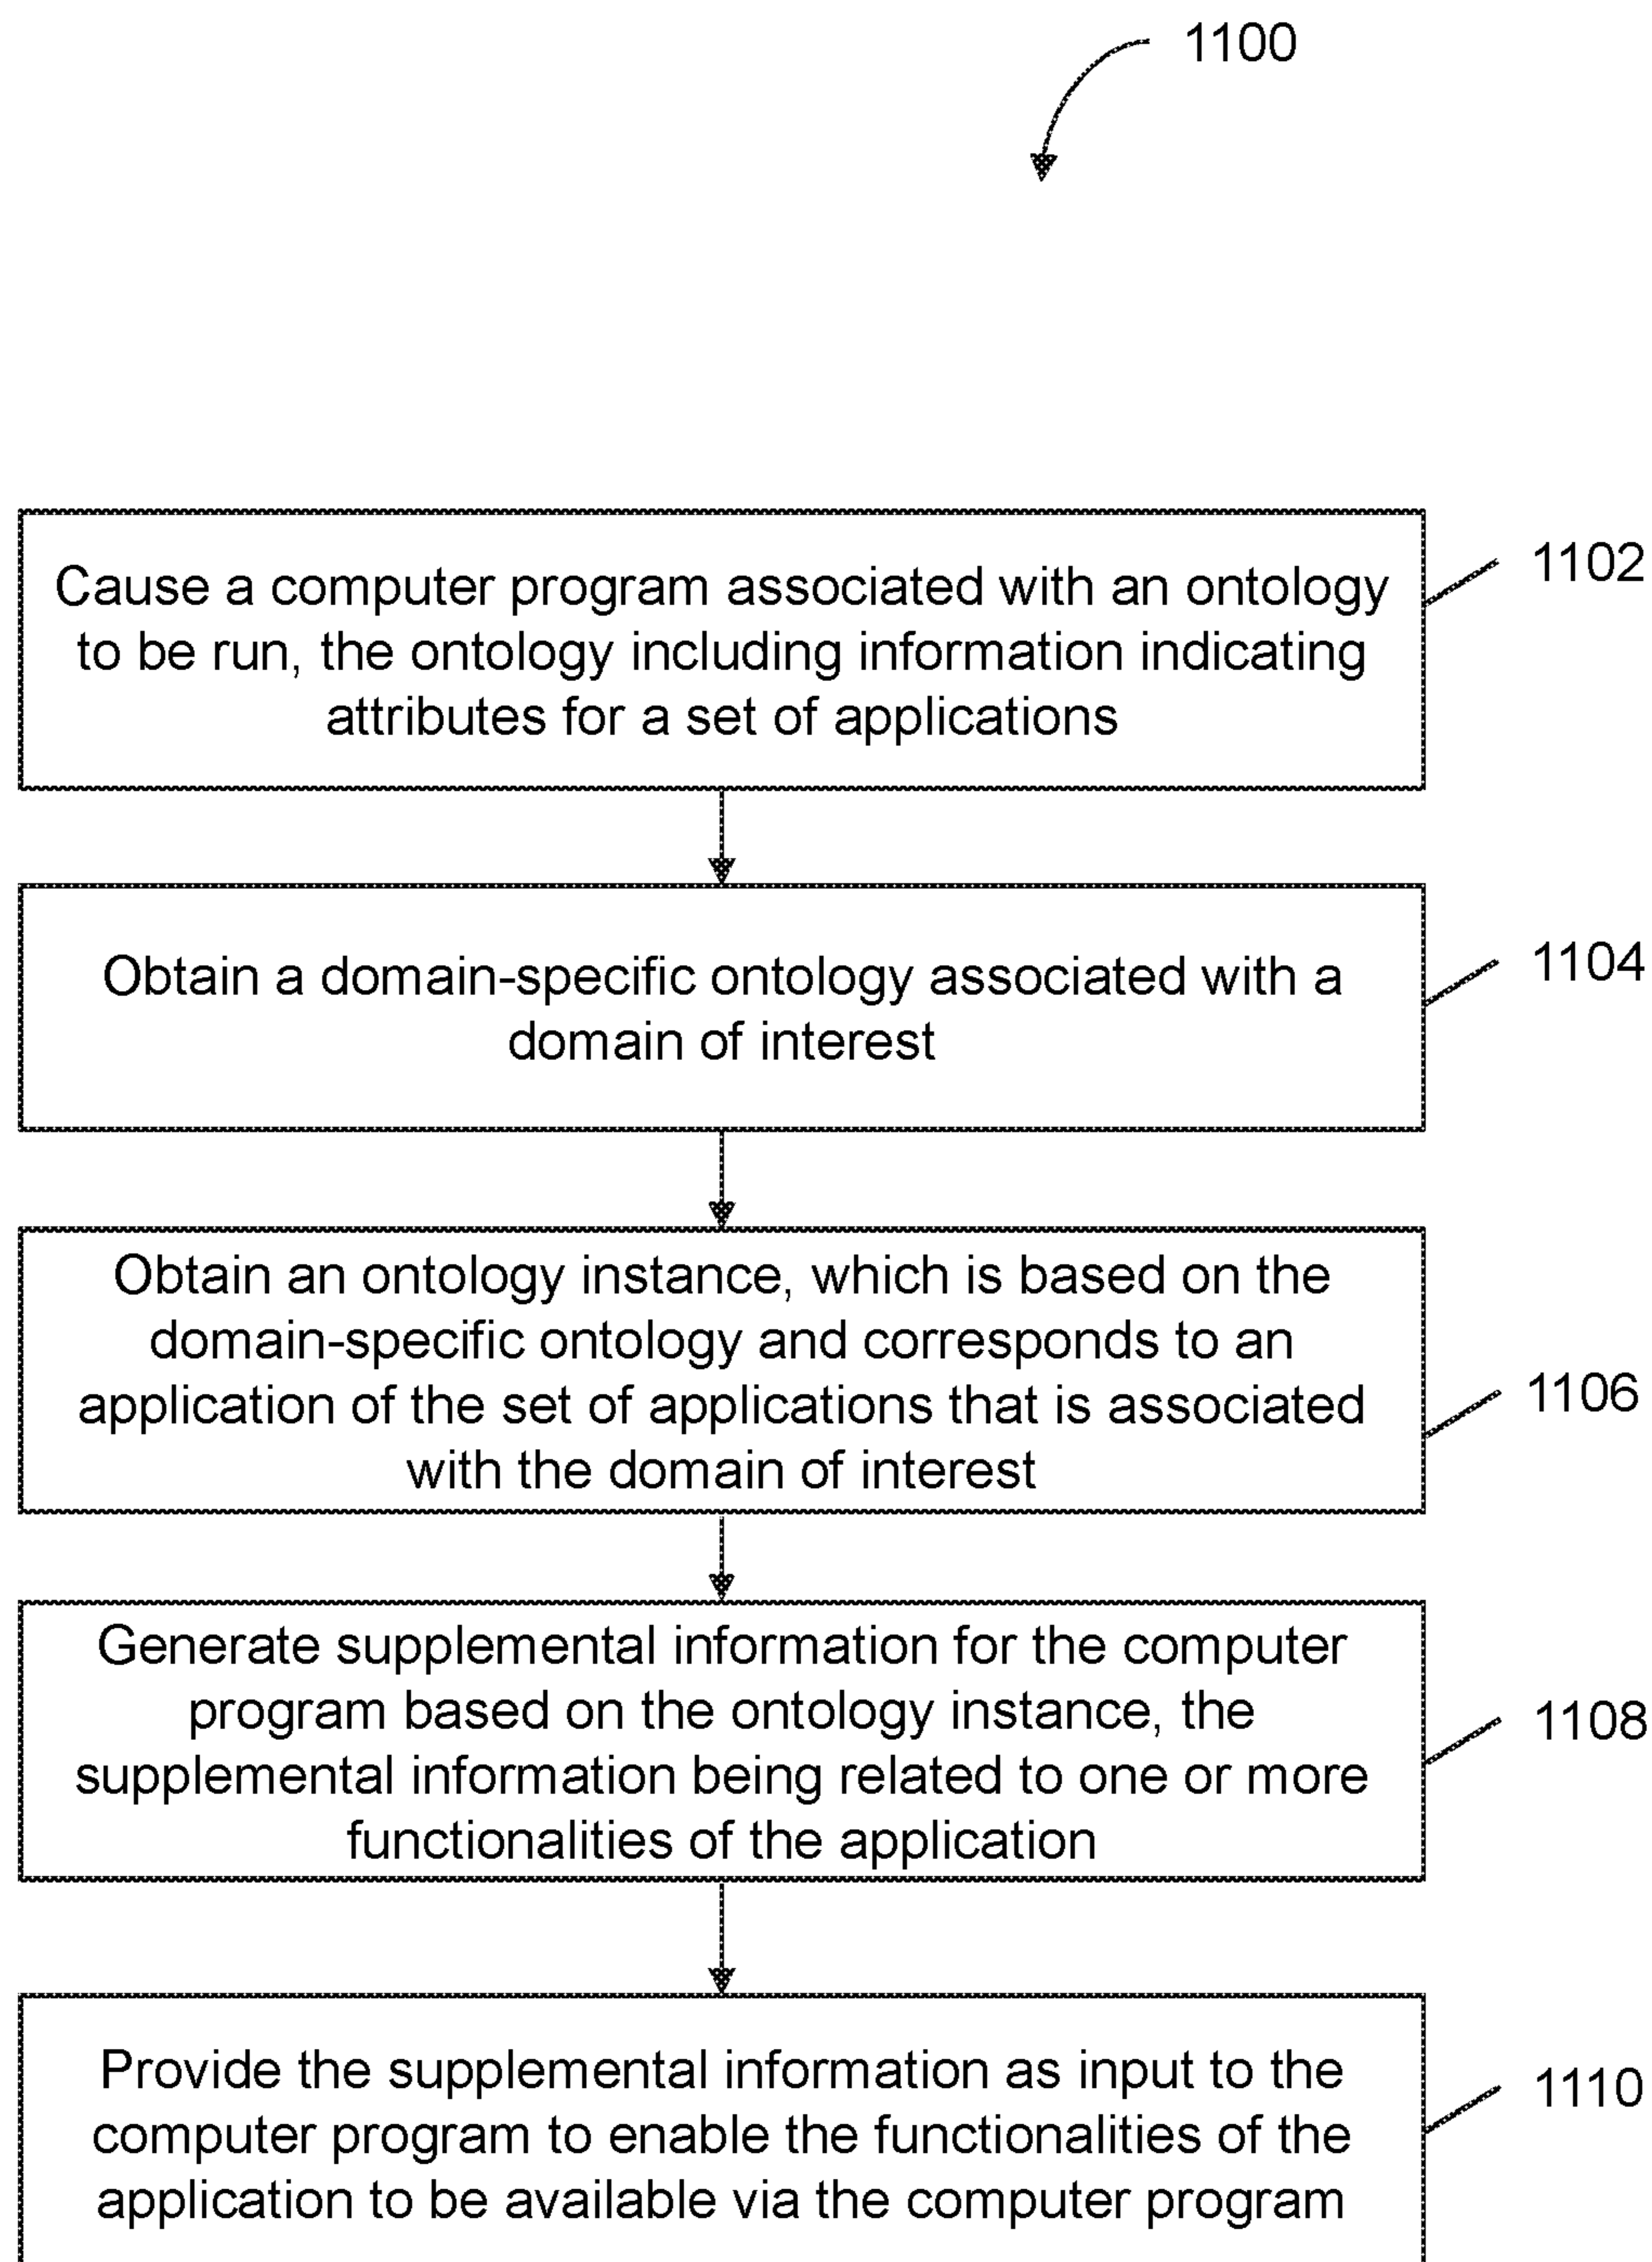 1100
Cause a computer program associated with an ontology
to be run, the ontology including information indicating
attributes for a set of applications
1102
Obtain a domain-specific ontology associated with a
domain of interest
1104
Obtain an ontology instance, which is based on the
domain-specific ontology and corresponds to an
application of the set of applications that is associated
with the domain of interest
1106
Generate supplemental information for the computer
program based on the ontology instance, the
supplemental information being related to one or more
functionalities of the application
1108
Provide the supplemental information as input to the
computer program to enable the functionalities of the
application to be available via the computer program
1110